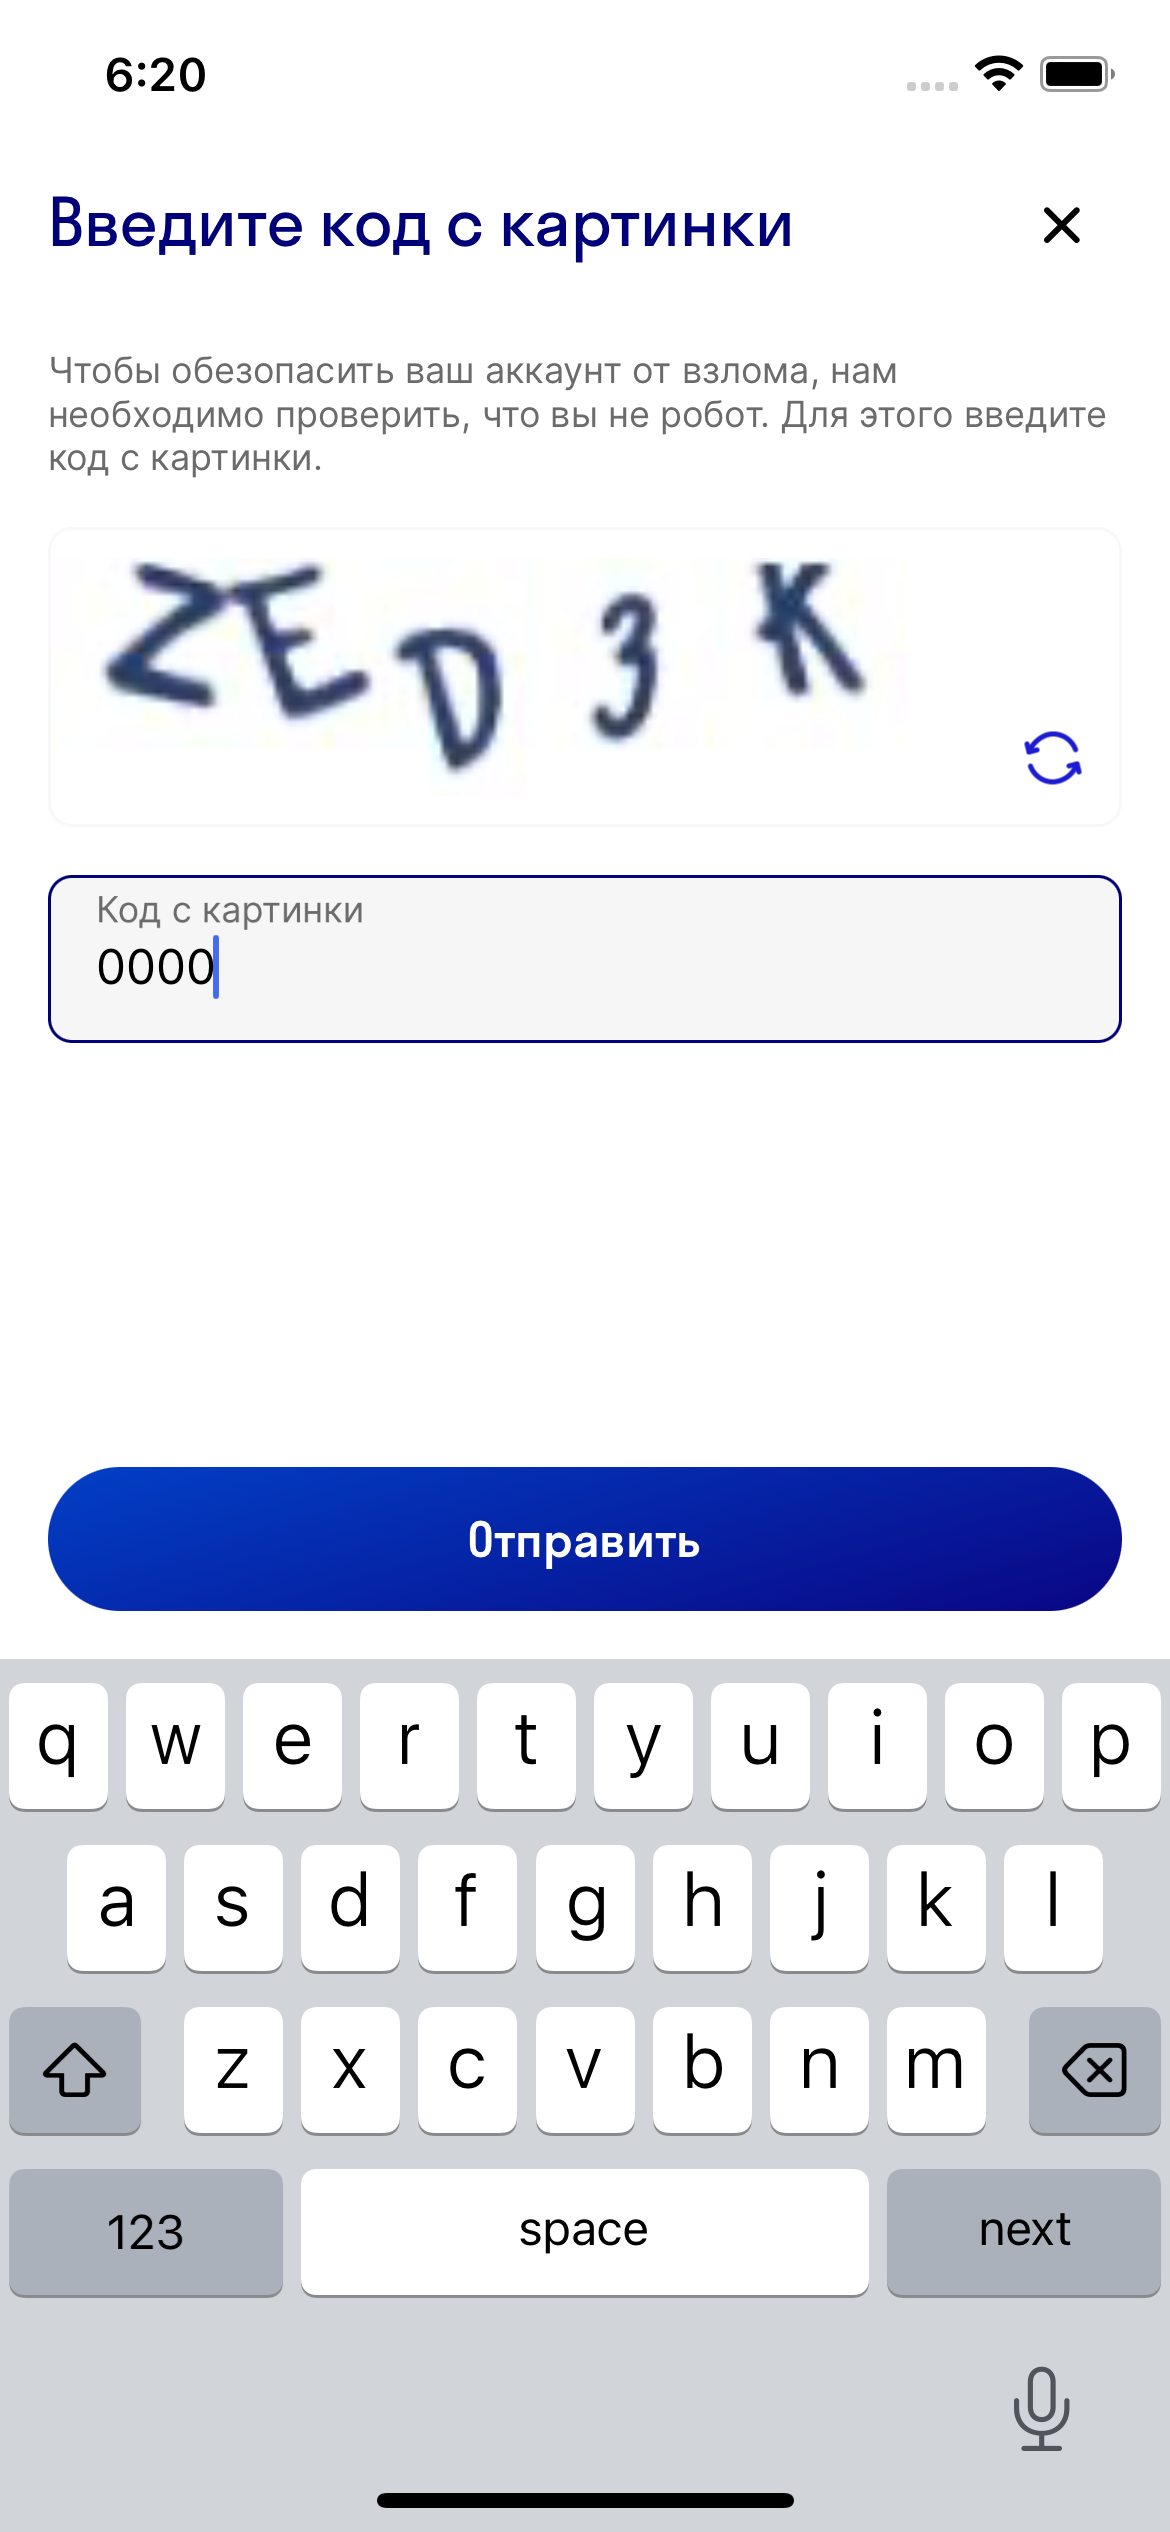 6:20
Введите код с картинки
Чтобы обезопасить ваш аккаунт от взлома, нам
необходимо проверить, что вы не робот. Для этого введите
код с картинки.
ZED3K
Код с картинки
0000
Отправить
q w e r t y u i o p
a s d f g h j k l
z x c v b n m
123 space next